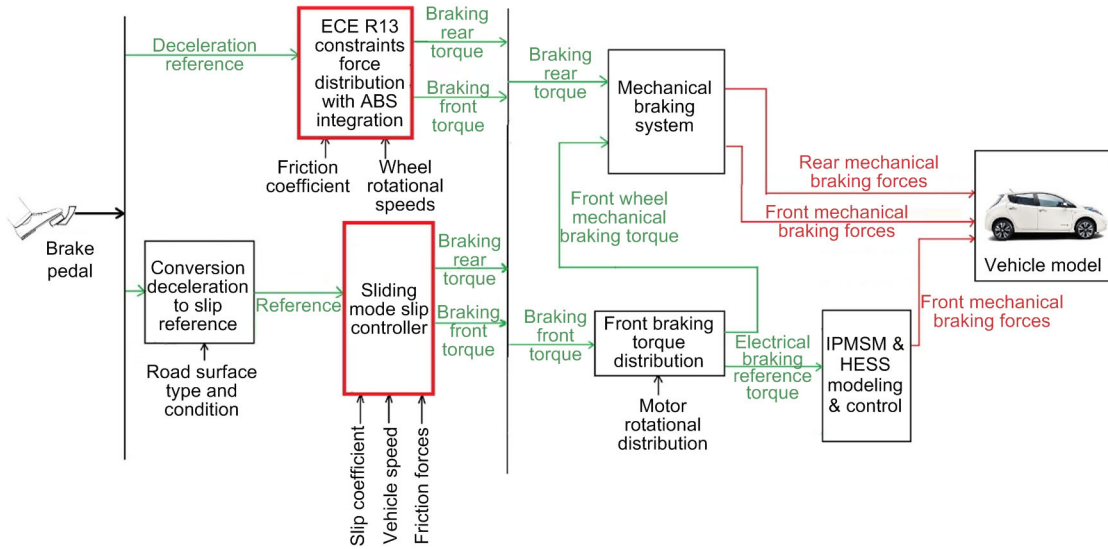 Brake
pedal
Deceleration
reference
ECE R13
constraints
force
distribution
with ABS
integration
Friction
coefficient
Wheel
rotational
speeds
Braking
rear
torque
Braking
front
torque
Conversion
deceleration
to slip
reference
Road surface
type and
condition
Reference
Sliding
mode slip
controller
Slip coefficient
Vehicle speed
Friction forces
Braking
rear
torque
Braking
front
torque
Braking
rear
torque
Braking
front
torque
Mechanical
braking
system
Front wheel
mechanical
braking torque
Front braking
torque
distribution
Motor
rotational
distribution
Electrical
braking
reference
torque
IPMSM &
HESS
modeling
& control
Rear mechanical
braking forces
Front mechanical
braking forces
Front mechanical
braking forces
Vehicle model